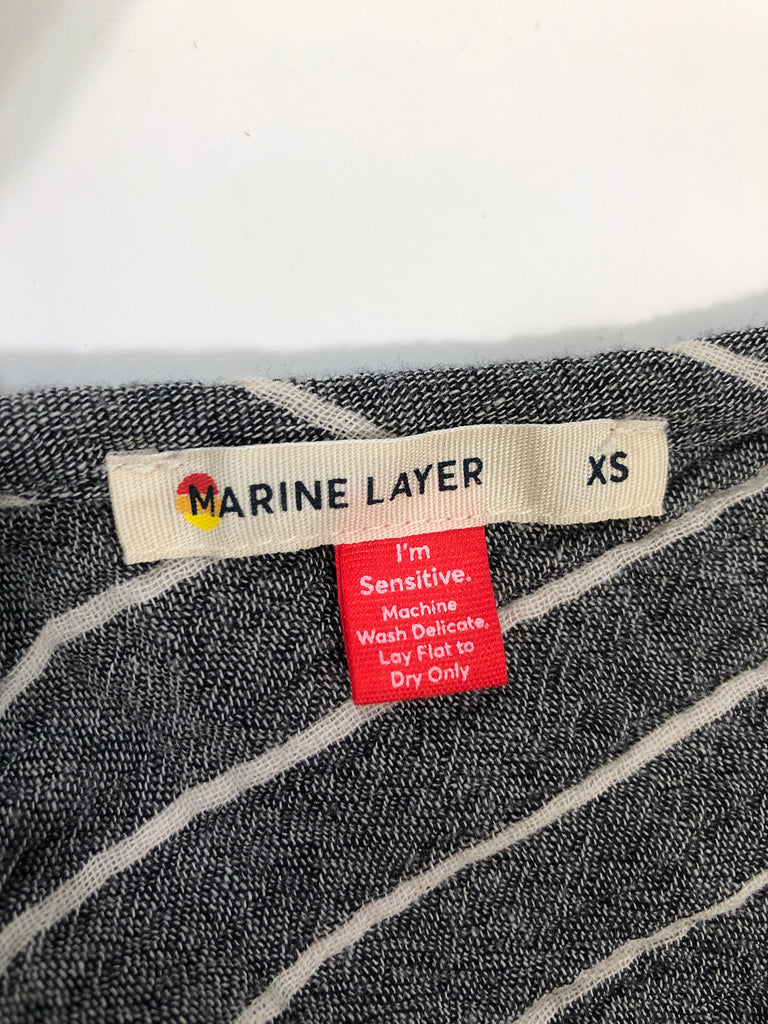 MARINE LAYER XS
I'm
Sensitive.
Machine
Wash Delicate,
Lay Flat to
Dry Only